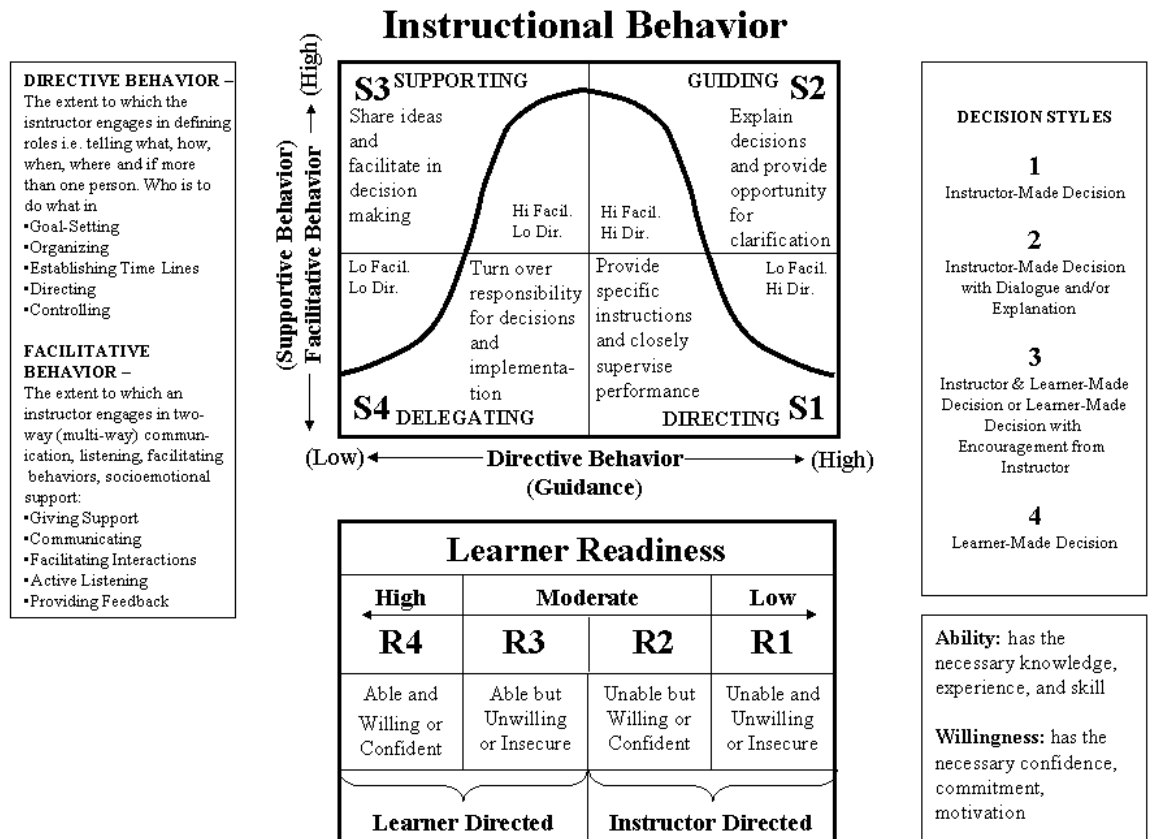 Instructional Behavior
DIRECTIVE BEHAVIOR –
The extent to which the
isntructor engages in defining
roles i.e. telling what, how,
when, where and if more
than one person. Who is to
do what in
•Goal-Setting
•Organizing
•Establishing Time Lines
•Directing
•Controlling
FACILITATIVE
BEHAVIOR –
The extent to which an
instructor engages in two-
way (multi-way) commun-
ication, listening, facilitating
behaviors, socioemotional
support:
•Giving Support
•Communicating
•Facilitating Interactions
•Active Listening
•Providing Feedback
(High)
(Supportive Behavior)
Facilitative Behavior
S3 SUPPORTING
Share ideas
and
facilitate in
decision
making
Hi Facil.
Lo Dir.
GUIDING S2
Explain
decisions
and provide
opportunity
for
clarification
Hi Facil.
Hi Dir.
Lo Facil.
Lo Dir.
Turn over
responsibility
for decisions
and
implementa-
tion
S4 DELEGATING
Provide
specific
instructions
and closely
supervise
performance
Lo Facil.
Hi Dir.
DIRECTING S1
(Low) Directive Behavior (High)
(Guidance)
DECISION STYLES
1
Instructor-Made Decision
2
Instructor-Made Decision
with Dialogue and/or
Explanation
3
Instructor & Learner-Made
Decision or Learner-Made
Decision with
Encouragement from
Instructor
4
Learner-Made Decision
Learner Readiness
High Moderate Low
R4 R3 R2 R1
Able and
Willing or
Confident
Able but
Unwilling
or Insecure
Unable but
Willing or
Confident
Unable and
Unwilling
or Insecure
Learner Directed Instructor Directed
Ability: has the
necessary knowledge,
experience, and skill
Willingness: has the
necessary confidence,
commitment,
motivation